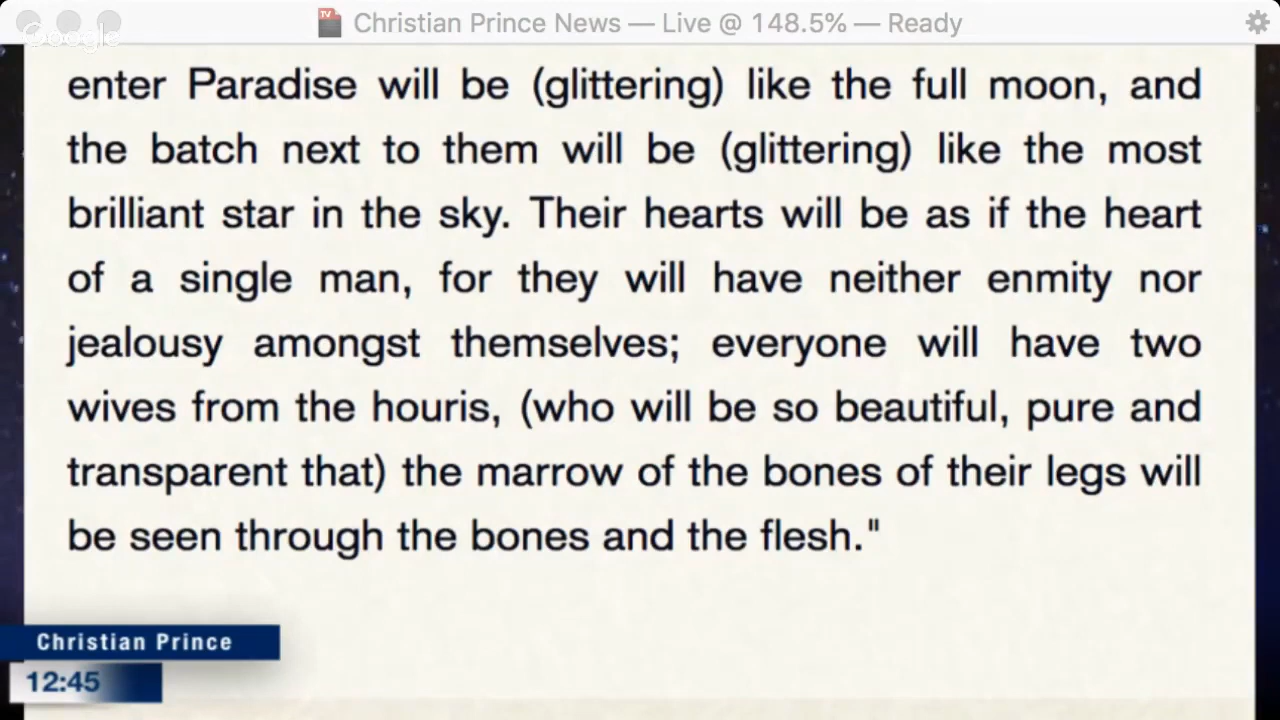 TV
Christian Prince News — Live @ 148.5% — Ready
Google
enter Paradise will be (glittering) like the full moon, and
the batch next to them will be (glittering) like the most
brilliant star in the sky. Their hearts will be as if the heart
of a single man, for they will have neither enmity nor
jealousy amongst themselves; everyone will have two
wives from the houris, (who will be so beautiful, pure and
transparent that) the marrow of the bones of their legs will
be seen through the bones and the flesh."
Christian Prince
12:45